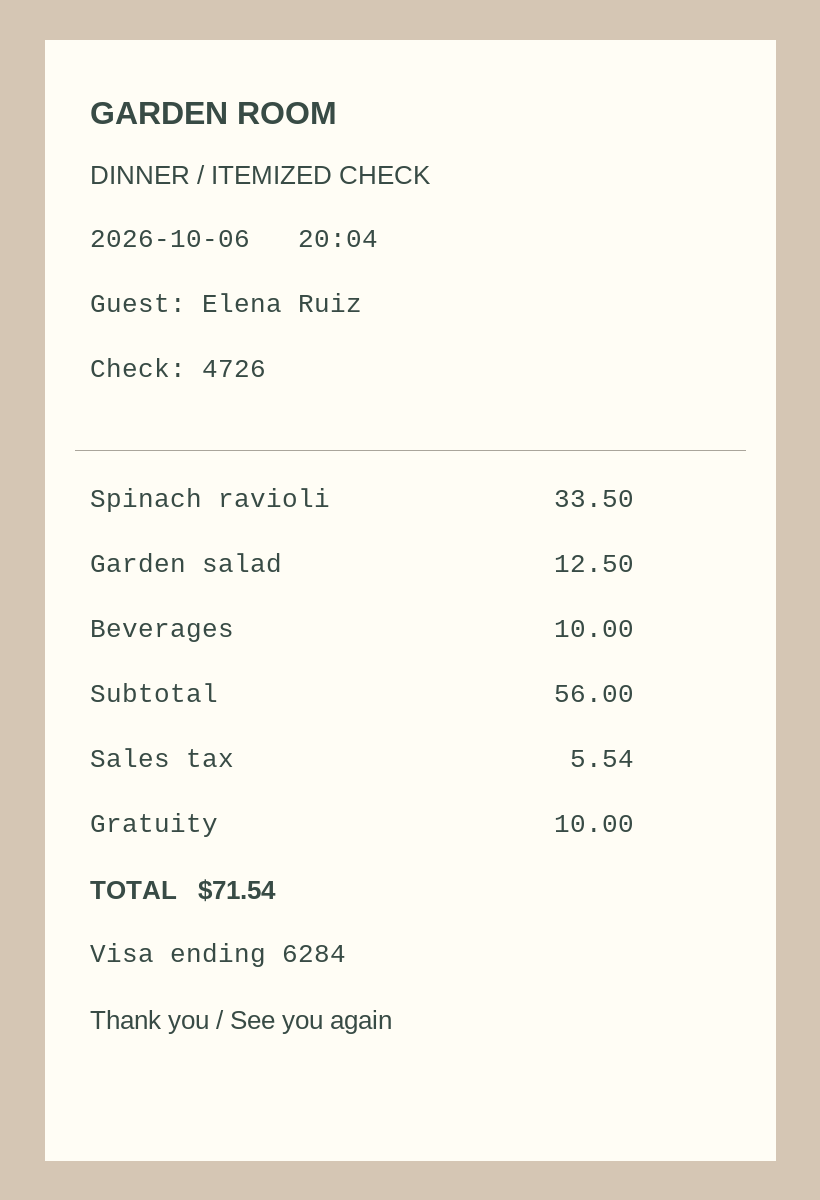 GARDEN ROOM
DINNER / ITEMIZED CHECK
2026-10-06   20:04
Guest: Elena Ruiz
Check: 4726
Spinach ravioli 33.50
Garden salad 12.50
Beverages 10.00
Subtotal 56.00
Sales tax 5.54
Gratuity 10.00
TOTAL $71.54
Visa ending 6284
Thank you / See you again